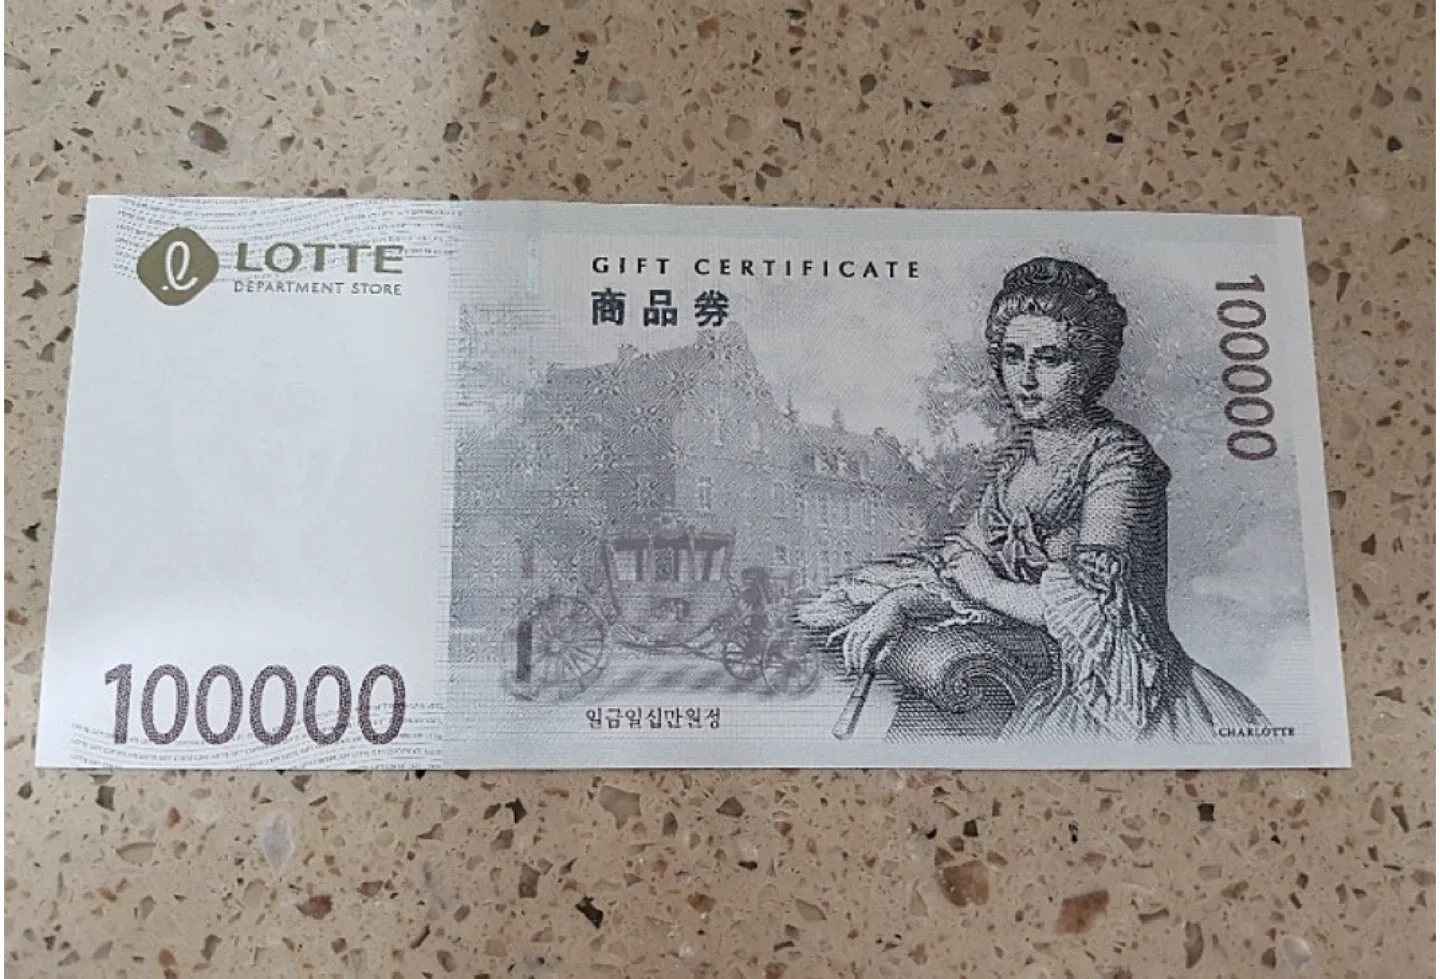 LOTTE
DEPARTMENT STORE
GIFT CERTIFICATE
商品券
100000
100000
일금일십만원정
CHARLOTTE